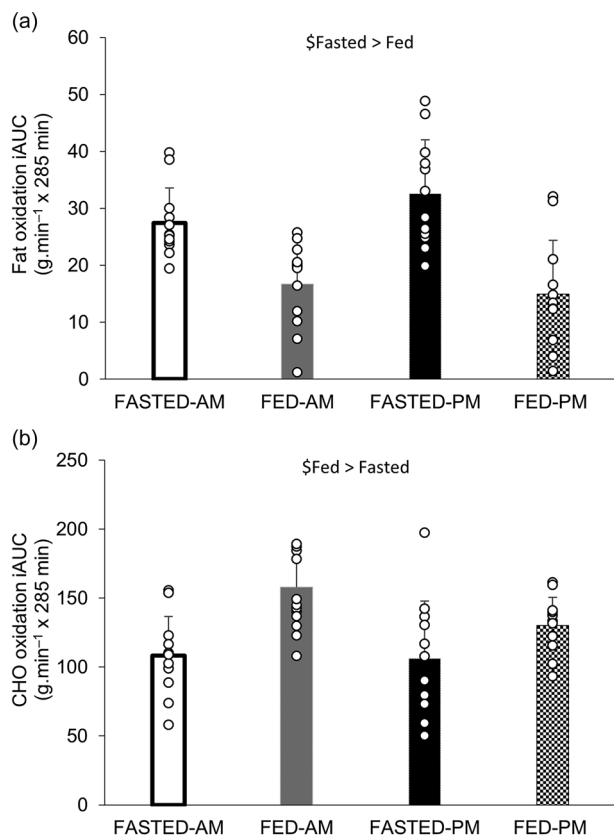 (a)
$Fasted > Fed
Fat oxidation iAUC
(g.min⁻¹ x 285 min)
60
50
40
30
20
10
0
FASTED-AM FED-AM FASTED-PM FED-PM
(b)
$Fed > Fasted
CHO oxidation iAUC
(g.min⁻¹ x 285 min)
250
200
150
100
50
0
FASTED-AM FED-AM FASTED-PM FED-PM